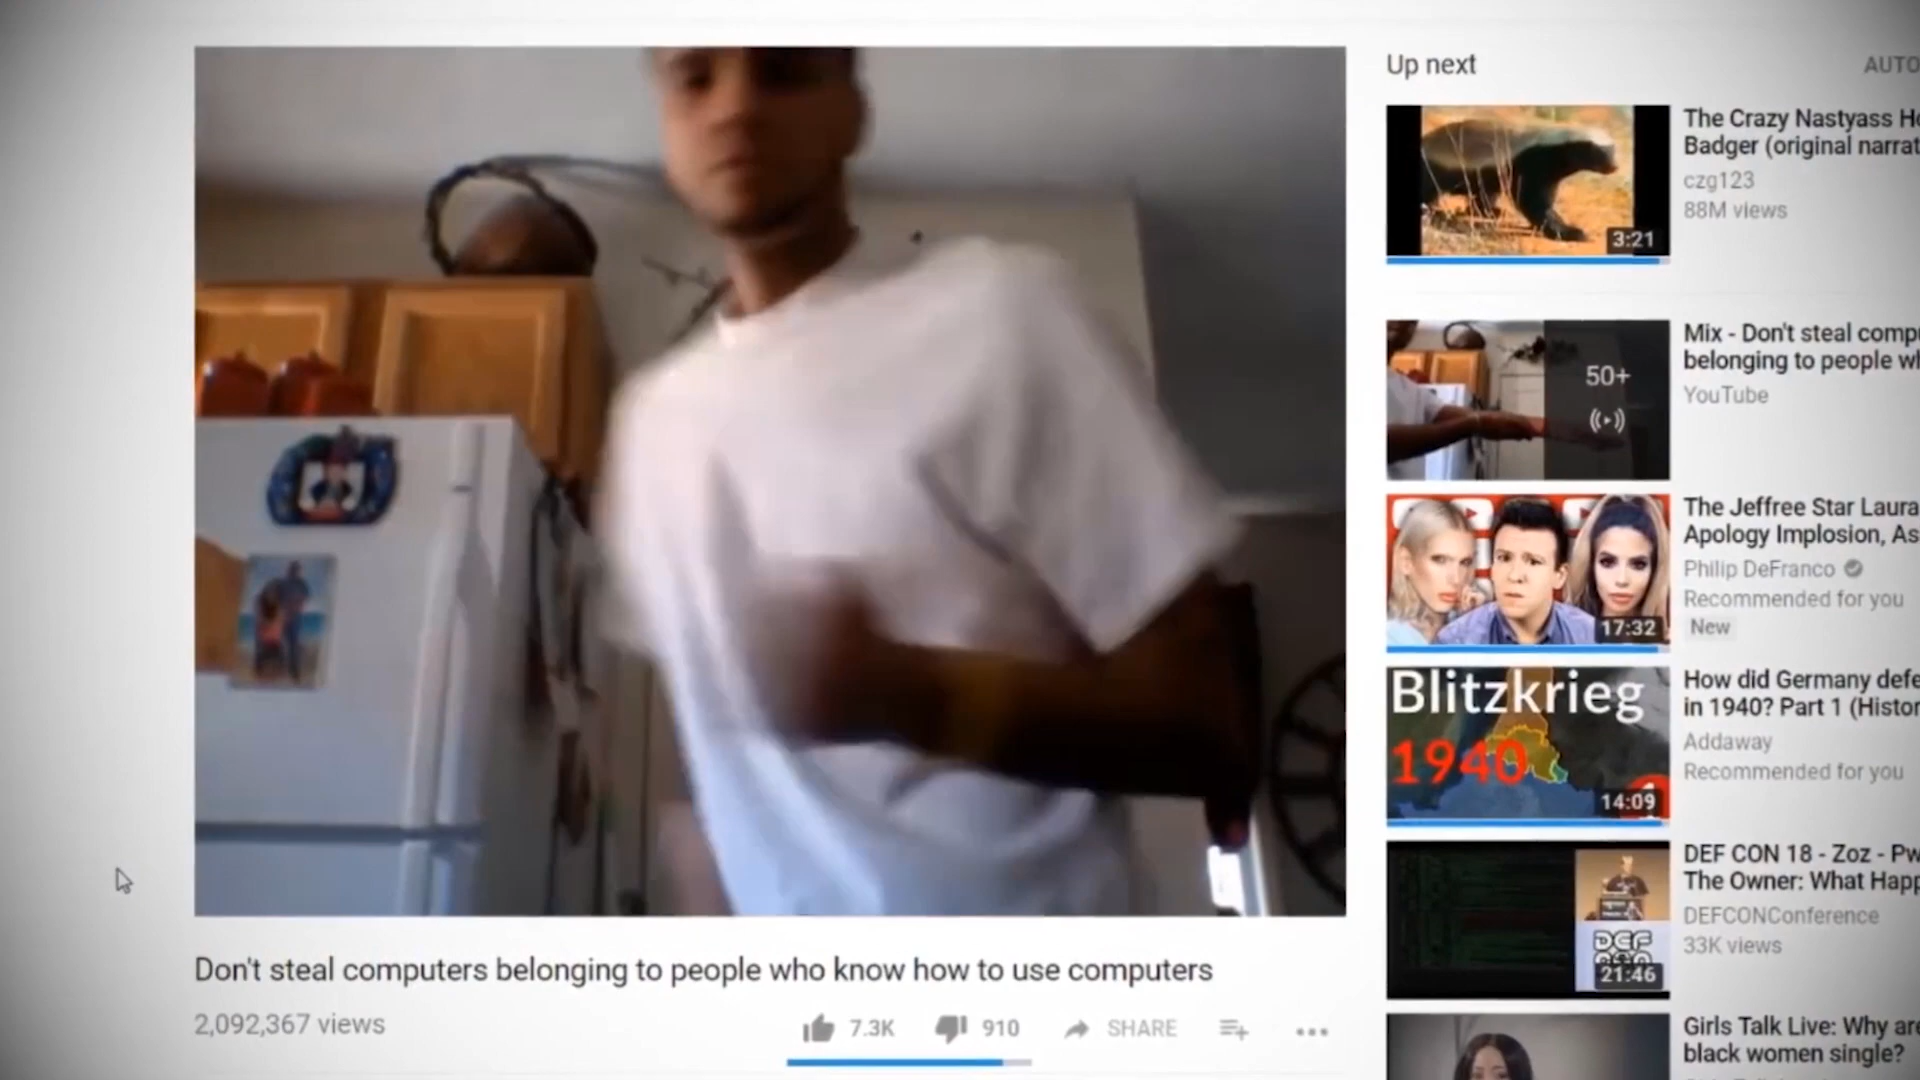 Up next
AUTO
The Crazy Nastyass Ho
Badger (original narrat
czg123
88M views
3:21
Mix - Don't steal compu
belonging to people wh
YouTube
50+
The Jeffree Star Laura
Apology Implosion, As
Philip DeFranco
Recommended for you
New
17:32
Blitzkrieg
1940
14:09
How did Germany defe
in 1940? Part 1 (Histor
Addaway
Recommended for you
DEF CON 18 - Zoz - Pw
The Owner: What Happ
DEFCONConference
33K views
DEF
21:46
Girls Talk Live: Why are
black women single?
Don't steal computers belonging to people who know how to use computers
2,092,367 views
7.3K
910
SHARE